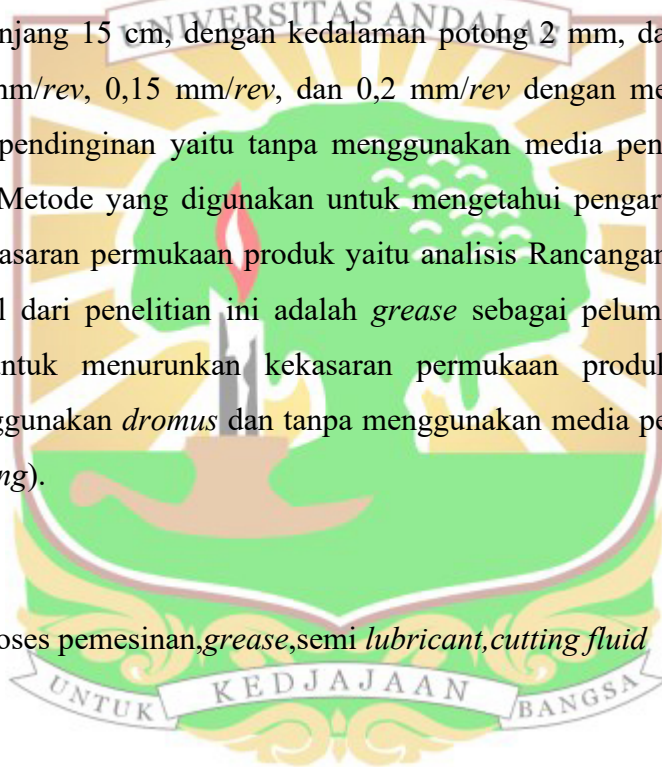 UNIVERSITAS ANDALAS
njang 15 cm, dengan kedalaman potong 2 mm, da
mm/rev, 0,15 mm/rev, dan 0,2 mm/rev dengan me
pendinginan yaitu tanpa menggunakan media pen
Metode yang digunakan untuk mengetahui pengar
asaran permukaan produk yaitu analisis Rancangan
l dari penelitian ini adalah grease sebagai pelum
untuk menurunkan kekasaran permukaan produk
ggunakan dromus dan tanpa menggunakan media pe
ng).
oses pemesinan,grease,semi lubricant,cutting fluid
UNTUK KEDJAJAAN BANGSA